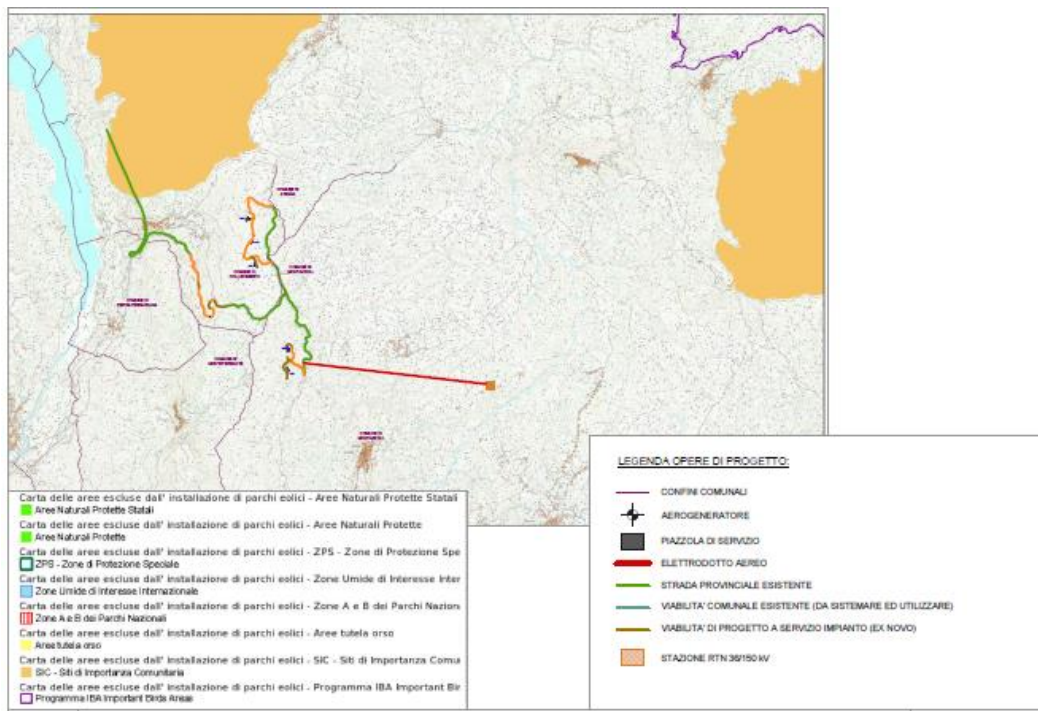 Carta delle aree escluse dall' installazione di parchi eolici - Aree Naturali Protette Statali
Aree Naturali Protette Statali
Carta delle aree escluse dall' installazione di parchi eolici - Aree Naturali Protette
Aree Naturali Protette
Carta delle aree escluse dall' installazione di parchi eolici - ZPS - Zone di Protezione Spe
ZPS - Zone di Protezione Speciale
Carta delle aree escluse dall' installazione di parchi eolici - Zone Umide di Interesse Inter
Zone Umide di Interesse Internazionale
Carta delle aree escluse dall' installazione di parchi eolici - Zone A e B dei Parchi Nazion
Zone A e B dei Parchi Nazionali
Carta delle aree escluse dall' installazione di parchi eolici - Aree tutela orso
Aree tutela orso
Carta delle aree escluse dall' installazione di parchi eolici - SIC - Siti di Importanza Comu
SIC - Siti di Importanza Comunitaria
Carta delle aree escluse dall' installazione di parchi eolici - Programma IBA Important Bir
Programma IBA Important Birds Areas
LEGENDA OPERE DI PROGETTO:
CONFINI COMUNALI
AEROGENERATORE
PIAZZOLA DI SERVIZIO
ELETTRODOTTO AEREO
STRADA PROVINCIALE ESISTENTE
VIABILITA' COMUNALE ESISTENTE (DA SISTEMARE ED UTILIZZARE)
VIABILITA' DI PROGETTO A SERVIZIO IMPIANTO (EX NOVO)
STAZIONE RTN 36/150 kV